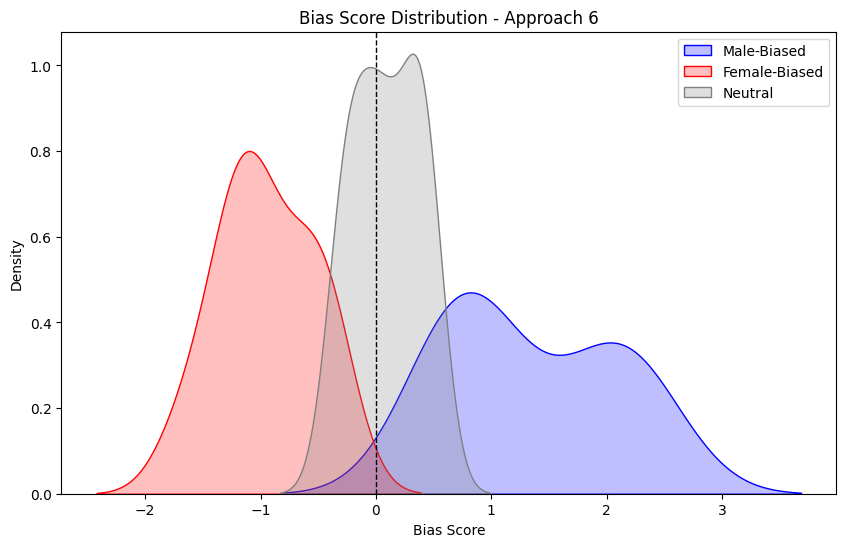 Bias Score Distribution - Approach 6
Male-Biased
Female-Biased
Neutral
Density
1.0
0.8
0.6
0.4
0.2
0.0
−2
−1
0
1
2
3
Bias Score